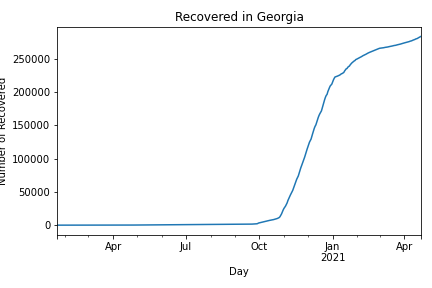 Recovered in Georgia
Number of Recovered
250000
200000
150000
100000
50000
0
Apr
Jul
Oct
Jan
2021
Apr
Day